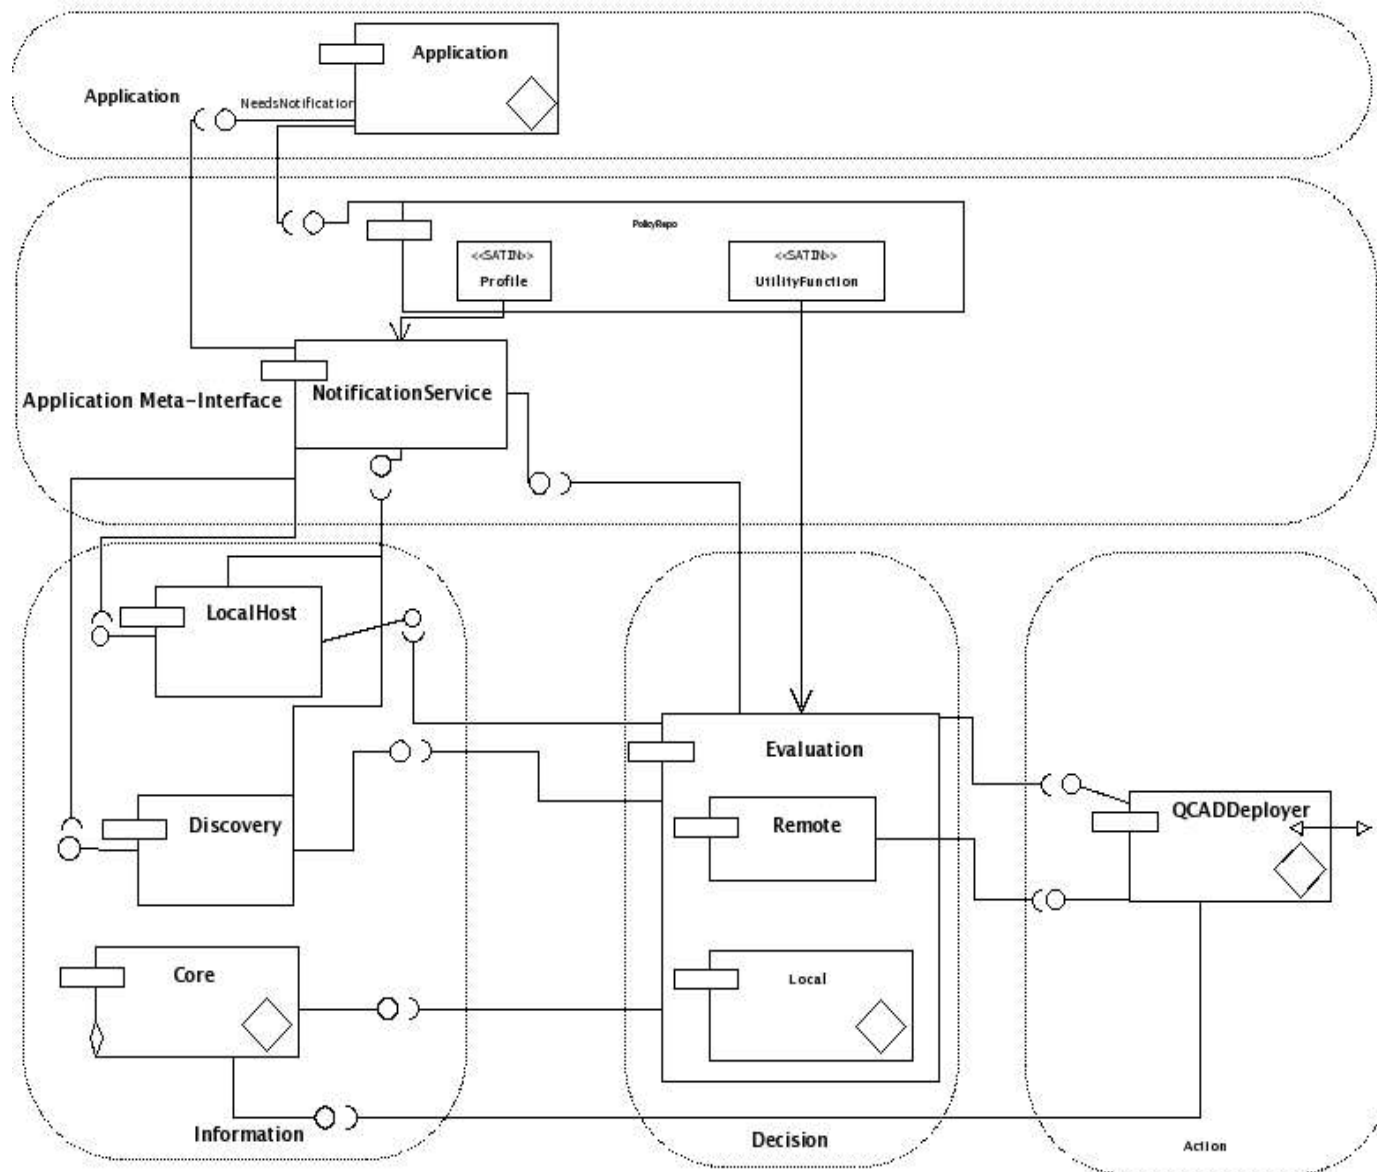 Application
Application
NeedsNotification
PolicyRepo
<<SATIN>>
Profile
<<SATIN>>
UtilityFunction
Application Meta-Interface
NotificationService
LocalHost
Evaluation
Discovery
Remote
QCADDeployer
Core
Local
Information
Decision
Action